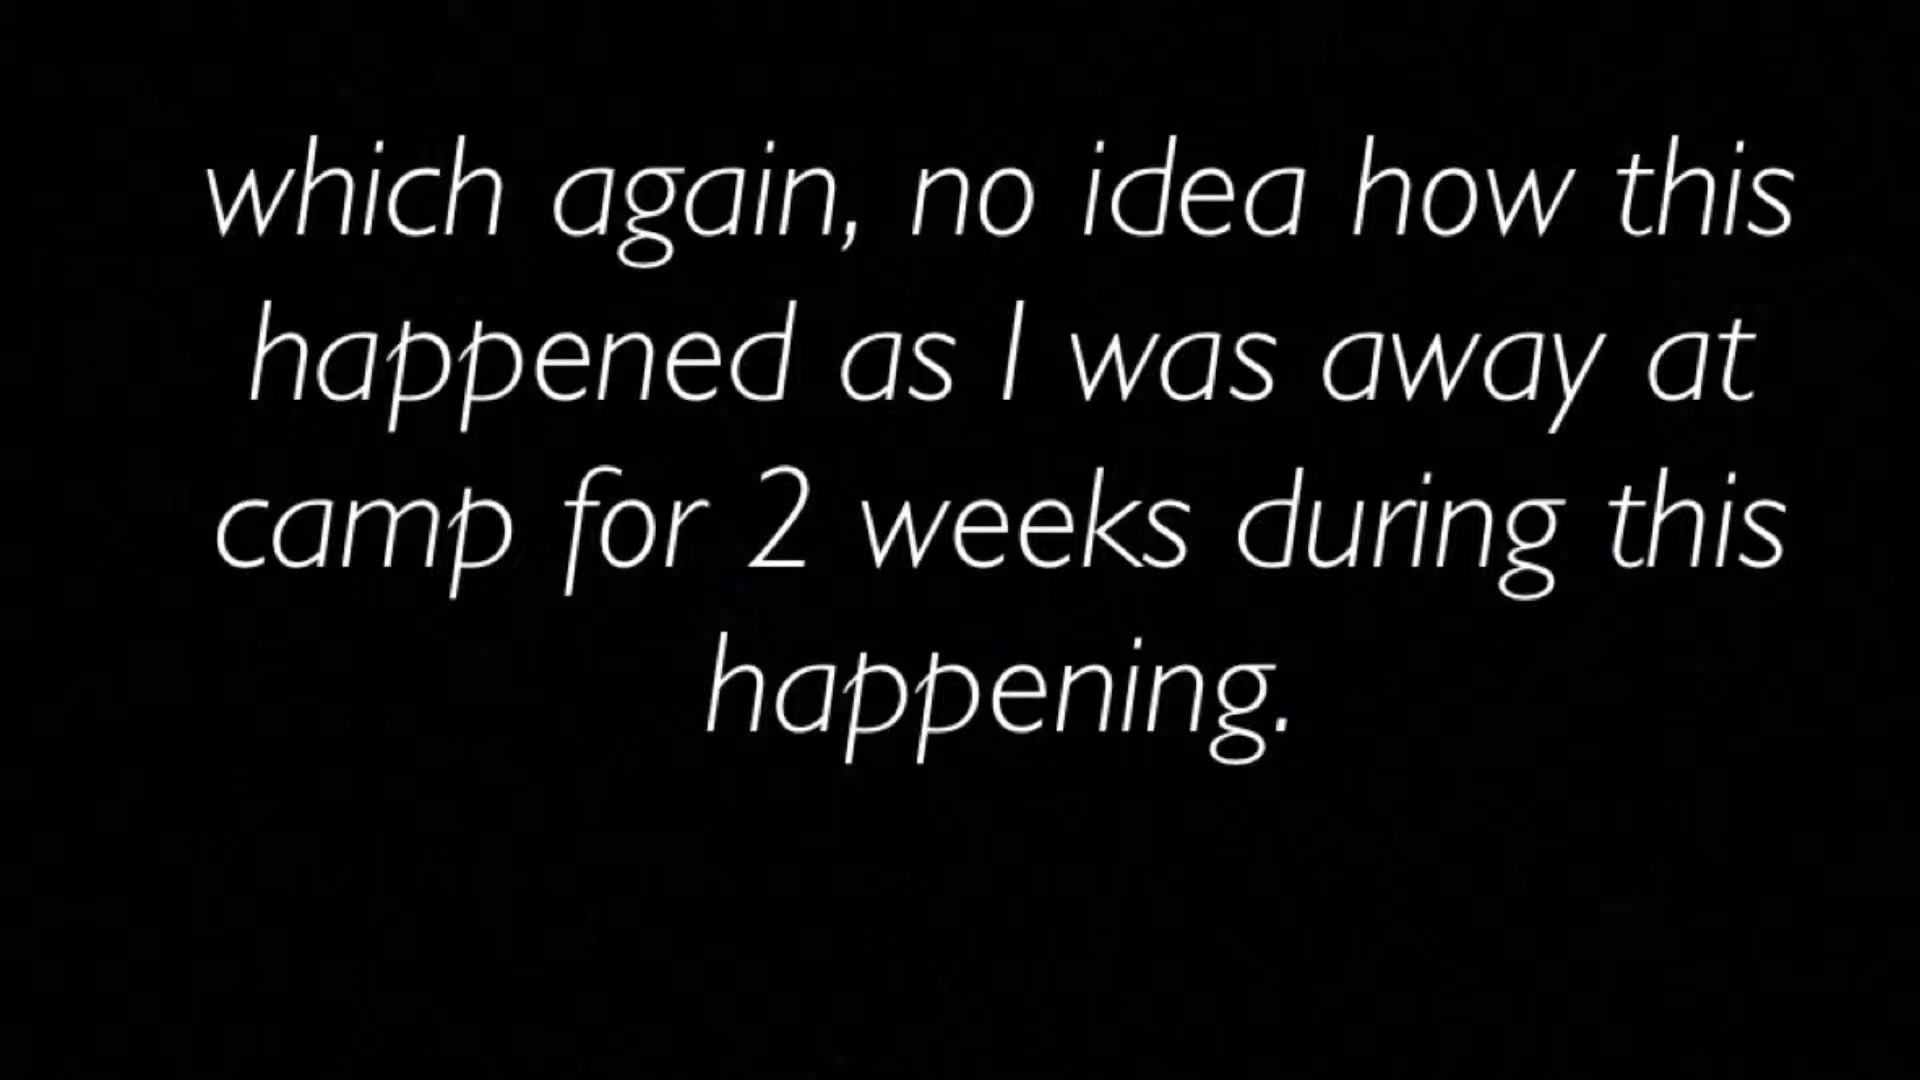 which again, no idea how this
happened as I was away at
camp for 2 weeks during this
happening.